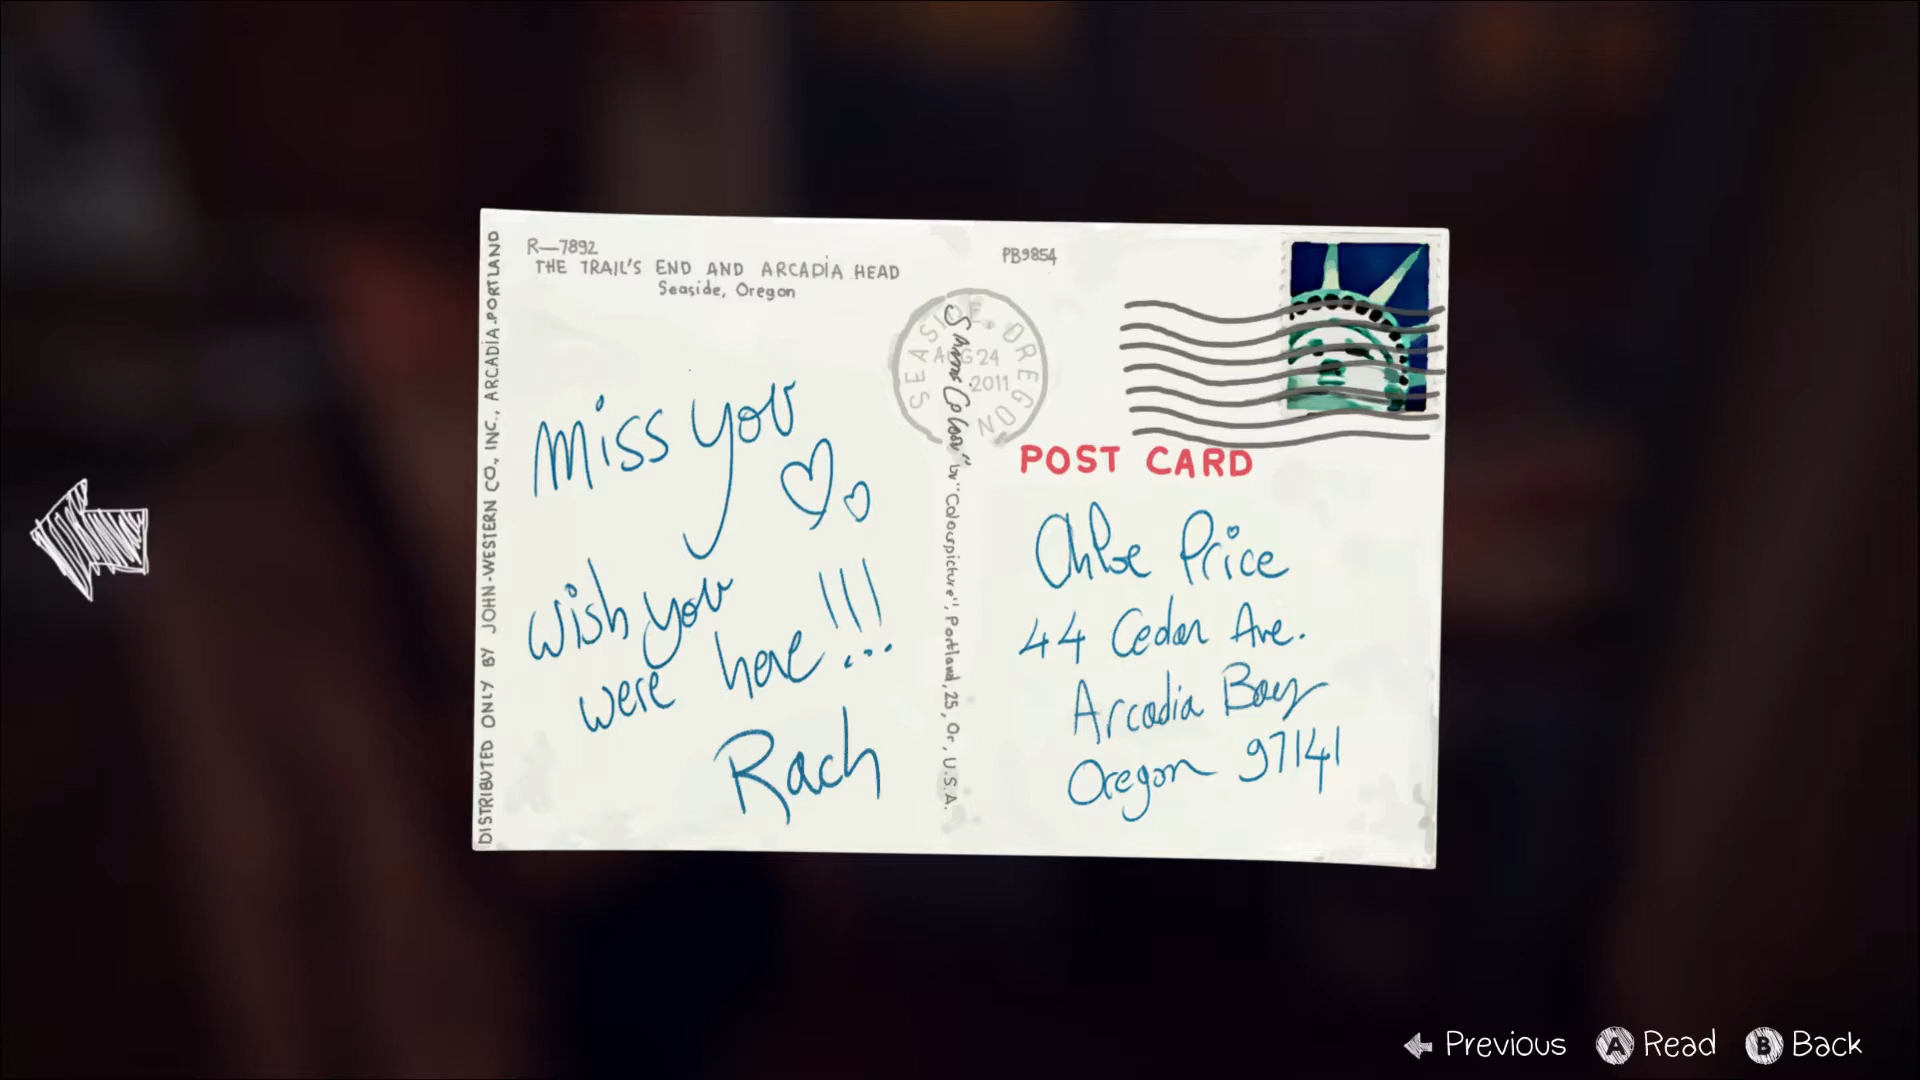 R—7892
THE TRAIL'S END AND ARCADIA HEAD
Seaside, Oregon
PB9854
DISTRIBUTED ONLY BY JOHN-WESTERN CO., INC., ARCADIA-PORTLAND
Miss you
wish you
were here!!!
Rach
SEASIDE, OREGON
AUG 24
2011
by "Colourpicture", Portland, 25, Or, U.S.A.
POST CARD
Chloe Price
44 Cedar Ave.
Arcadia Bay
Oregon 97141
Previous
A Read
B Back